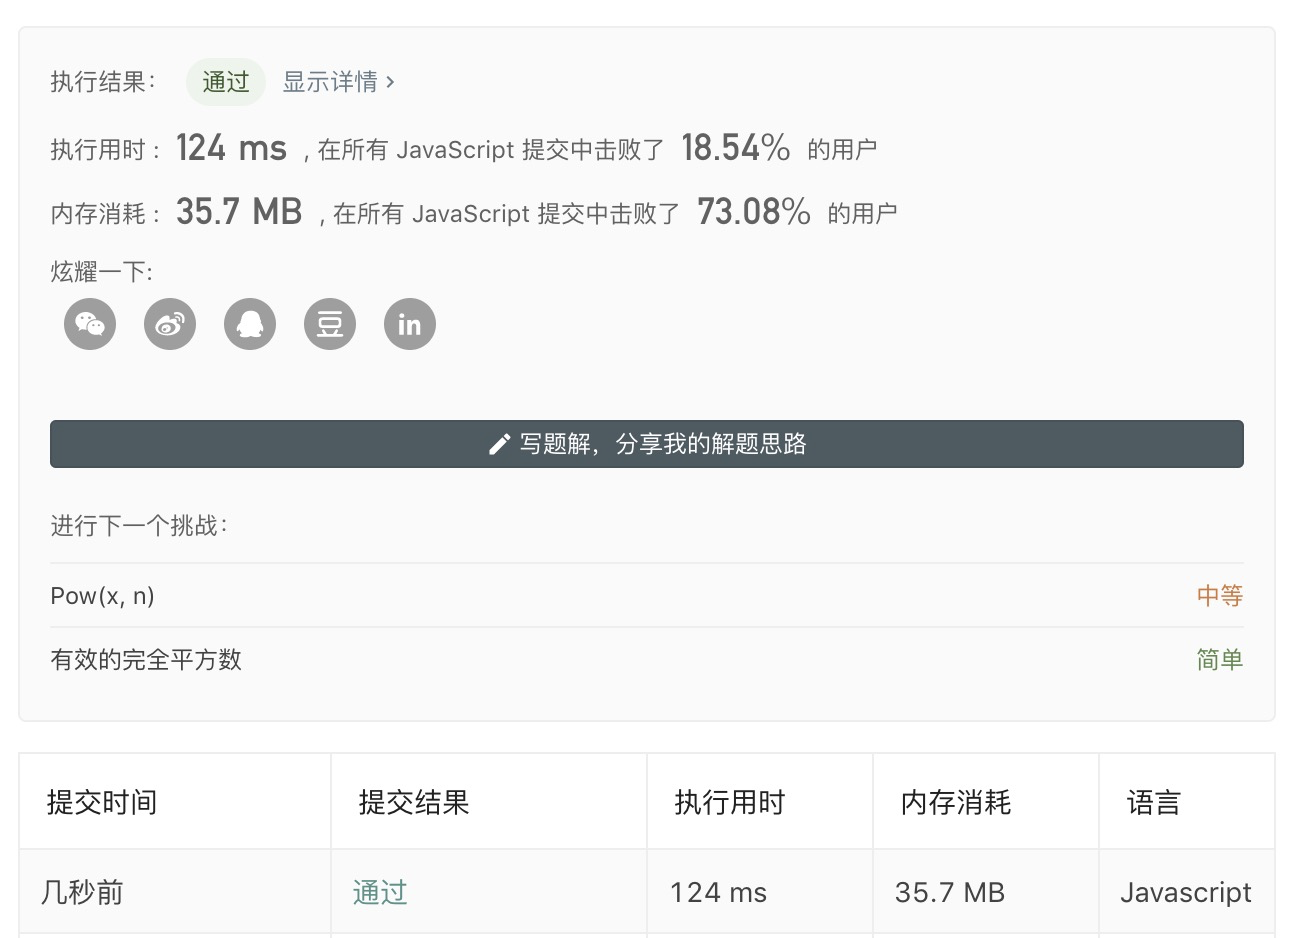 执行结果： 通过 显示详情 ›
执行用时 : 124 ms , 在所有 JavaScript 提交中击败了 18.54% 的用户
内存消耗 : 35.7 MB , 在所有 JavaScript 提交中击败了 73.08% 的用户
炫耀一下:
豆 in
写题解，分享我的解题思路
进行下一个挑战：
Pow(x, n) 中等
有效的完全平方数 简单
提交时间 提交结果 执行用时 内存消耗 语言
几秒前 通过 124 ms 35.7 MB Javascript